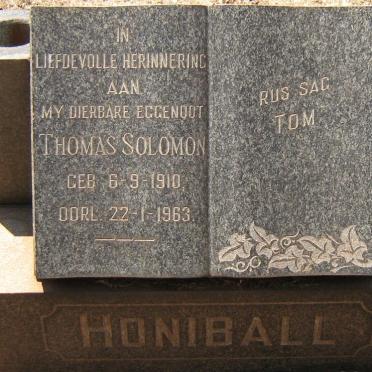 IN
LIEFDEVOLLE HERINNERING
AAN
MY DIERBARE EGGENOOT
THOMAS SOLOMON
GEB. 6-9-1910,
OORL. 22-1-1963.
RUS SAG
TOM
HONIBALL